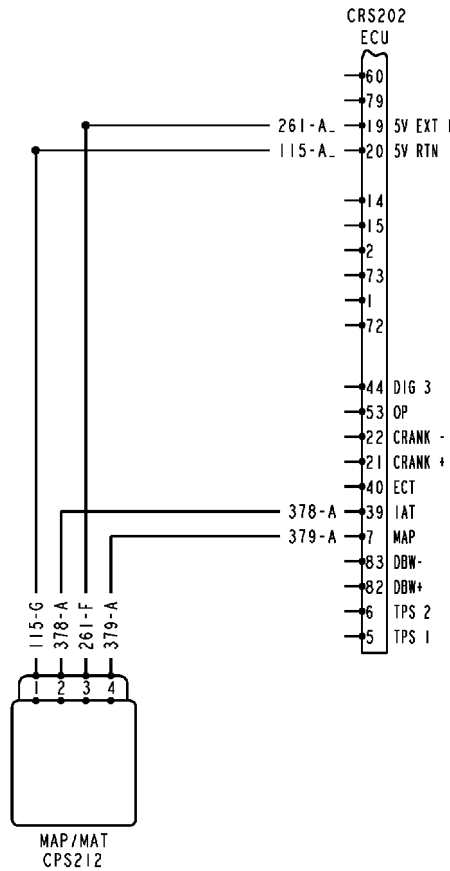 CRS202
ECU
60
79
261-A_ 19 5V EXT 1
115-A_ 20 5V RTN
14
15
2
73
1
72
44 DIG 3
53 OP
22 CRANK -
21 CRANK +
40 ECT
378-A 39 IAT
379-A 7 MAP
83 DBW-
82 DBW+
6 TPS 2
5 TPS 1
115-G 378-A 261-F 379-A
1 2 3 4
MAP/MAT
CPS212